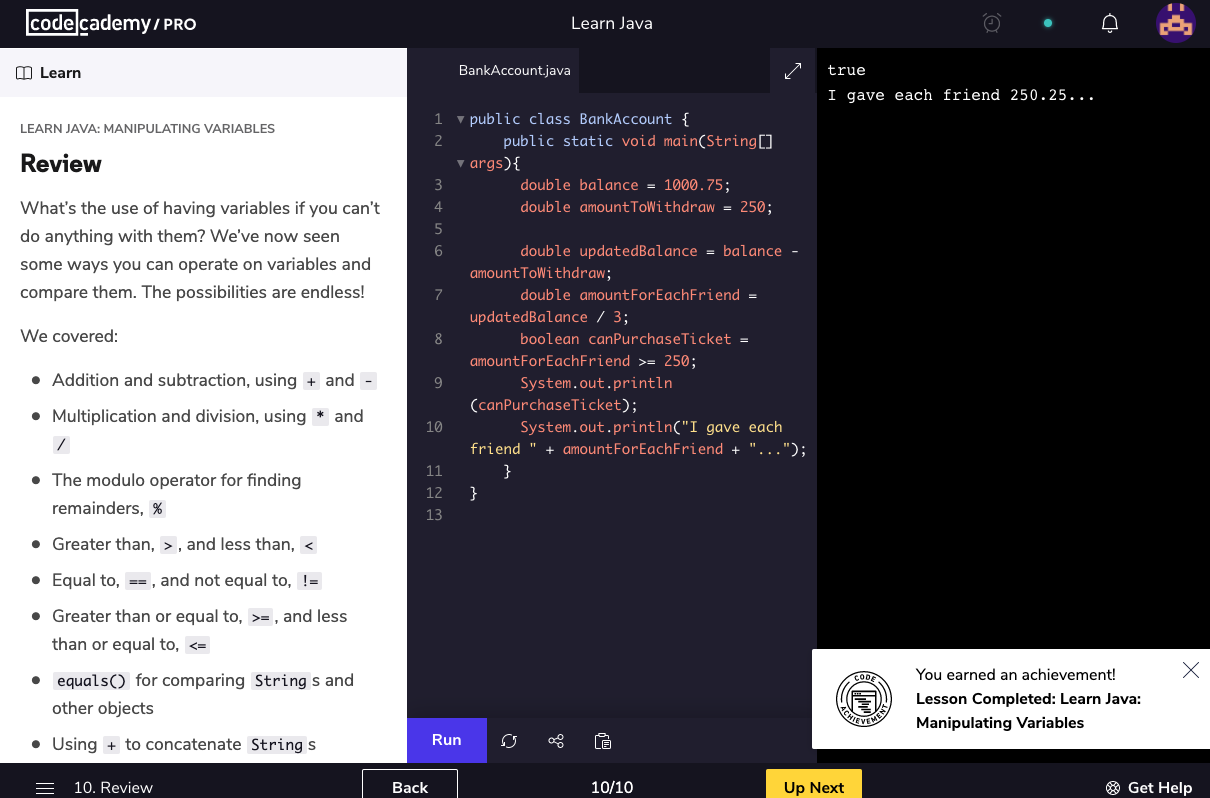 codecademy / PRO
Learn Java
Learn
LEARN JAVA: MANIPULATING VARIABLES
Review
What's the use of having variables if you can't
do anything with them? We've now seen
some ways you can operate on variables and
compare them. The possibilities are endless!
We covered:
Addition and subtraction, using + and -
Multiplication and division, using * and
/
The modulo operator for finding
remainders, %
Greater than, >, and less than, <
Equal to, ==, and not equal to, !=
Greater than or equal to, >=, and less
than or equal to, <=
equals() for comparing Strings and
other objects
Using + to concatenate Strings
BankAccount.java
1 public class BankAccount {
2 public static void main(String[]
args){
3 double balance = 1000.75;
4 double amountToWithdraw = 250;
5
6 double updatedBalance = balance -
amountToWithdraw;
7 double amountForEachFriend =
updatedBalance / 3;
8 boolean canPurchaseTicket =
amountForEachFriend >= 250;
9 System.out.println
(canPurchaseTicket);
10 System.out.println("I gave each
friend " + amountForEachFriend + "...");
11 }
12 }
13
Run
true
I gave each friend 250.25...
CODE
ACHIEVEMENT
You earned an achievement!
Lesson Completed: Learn Java:
Manipulating Variables
10. Review
Back
10/10
Up Next
Get Help